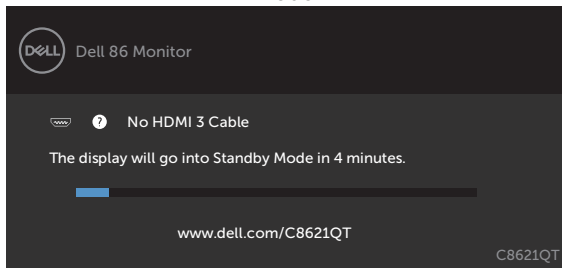 DELL Dell 86 Monitor
? No HDMI 3 Cable
The display will go into Standby Mode in 4 minutes.
www.dell.com/C8621QT
C8621QT